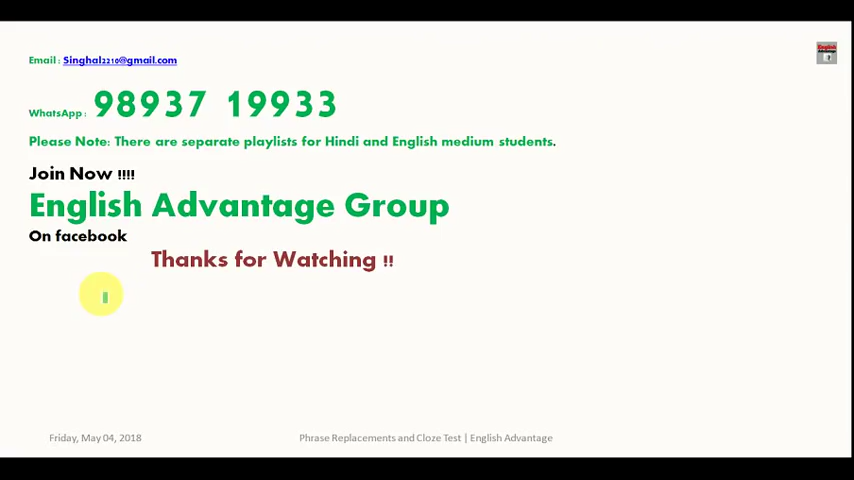 Email : Singhal2210@gmail.com
English Advantage
WhatsApp : 98937 19933
Please Note: There are separate playlists for Hindi and English medium students.
Join Now !!!!
English Advantage Group
On facebook
Thanks for Watching !!
Friday, May 04, 2018
Phrase Replacements and Cloze Test | English Advantage